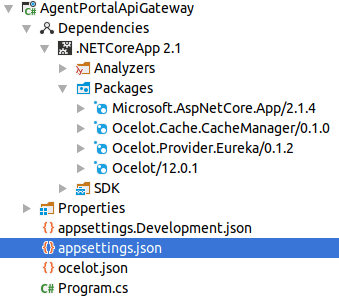 AgentPortalApiGateway
Dependencies
.NETCoreApp 2.1
Analyzers
Packages
Microsoft.AspNetCore.App/2.1.4
Ocelot.Cache.CacheManager/0.1.0
Ocelot.Provider.Eureka/0.1.2
Ocelot/12.0.1
SDK
Properties
appsettings.Development.json
appsettings.json
ocelot.json
C# Program.cs